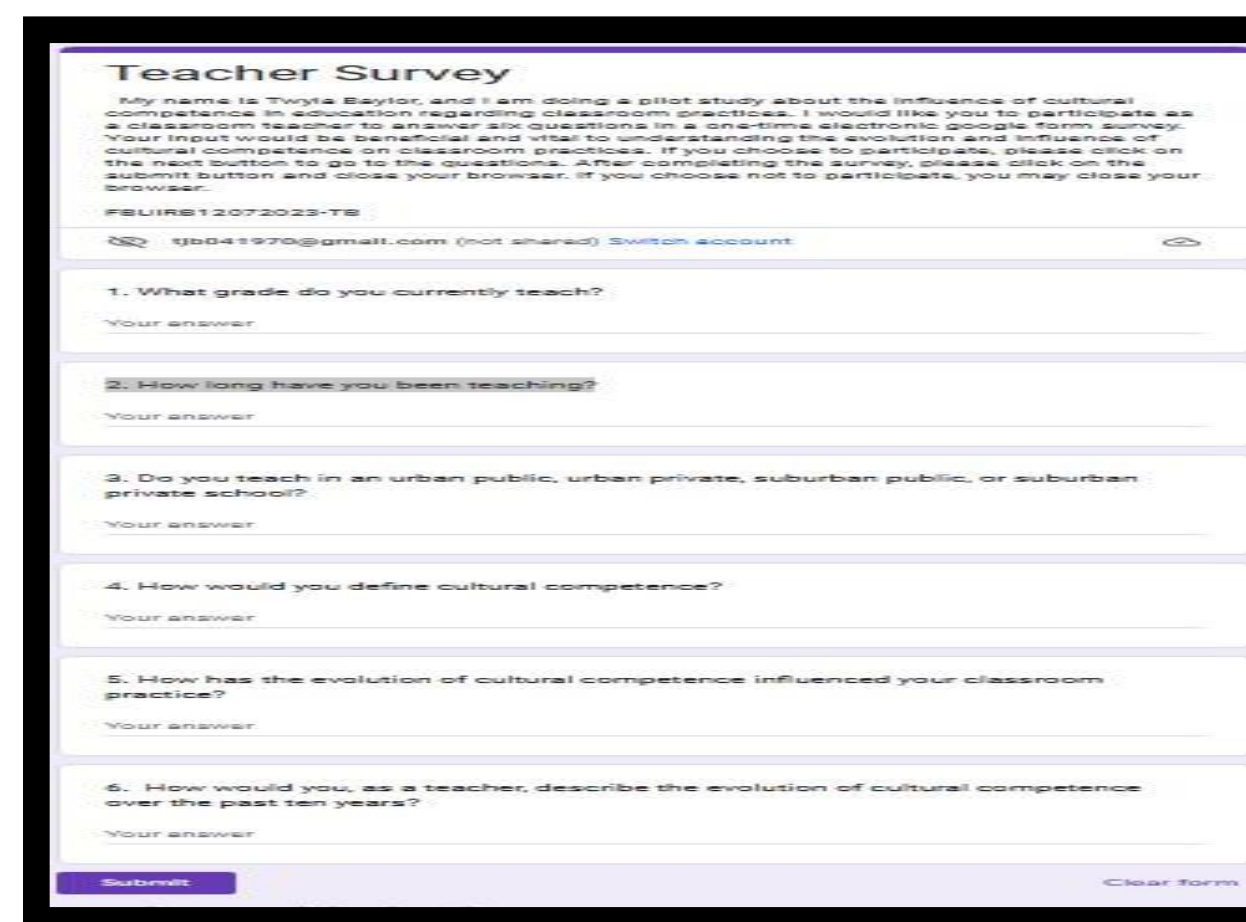 Teacher Survey
My name is Twyla Baylor, and I am doing a pilot study about the influence of cultural
competence in education regarding classroom practices. I would like you to participate as
a classroom teacher to answer six questions in a one-time electronic google form survey.
Your input would be beneficial and vital to understanding the evolution and influence of
cultural competence on classroom practices. If you choose to participate, please click on
the next button to go to the questions. After completing the survey, please click on the
submit button and close your browser. If you choose not to participate, you may close your
browser.
FBUIRB12072023-TB
tjb041970@gmail.com (not shared) Switch account
1. What grade do you currently teach?
Your answer
2. How long have you been teaching?
Your answer
3. Do you teach in an urban public, urban private, suburban public, or suburban
private school?
Your answer
4. How would you define cultural competence?
Your answer
5. How has the evolution of cultural competence influenced your classroom
practice?
Your answer
6. How would you, as a teacher, describe the evolution of cultural competence
over the past ten years?
Your answer
Submit
Clear form